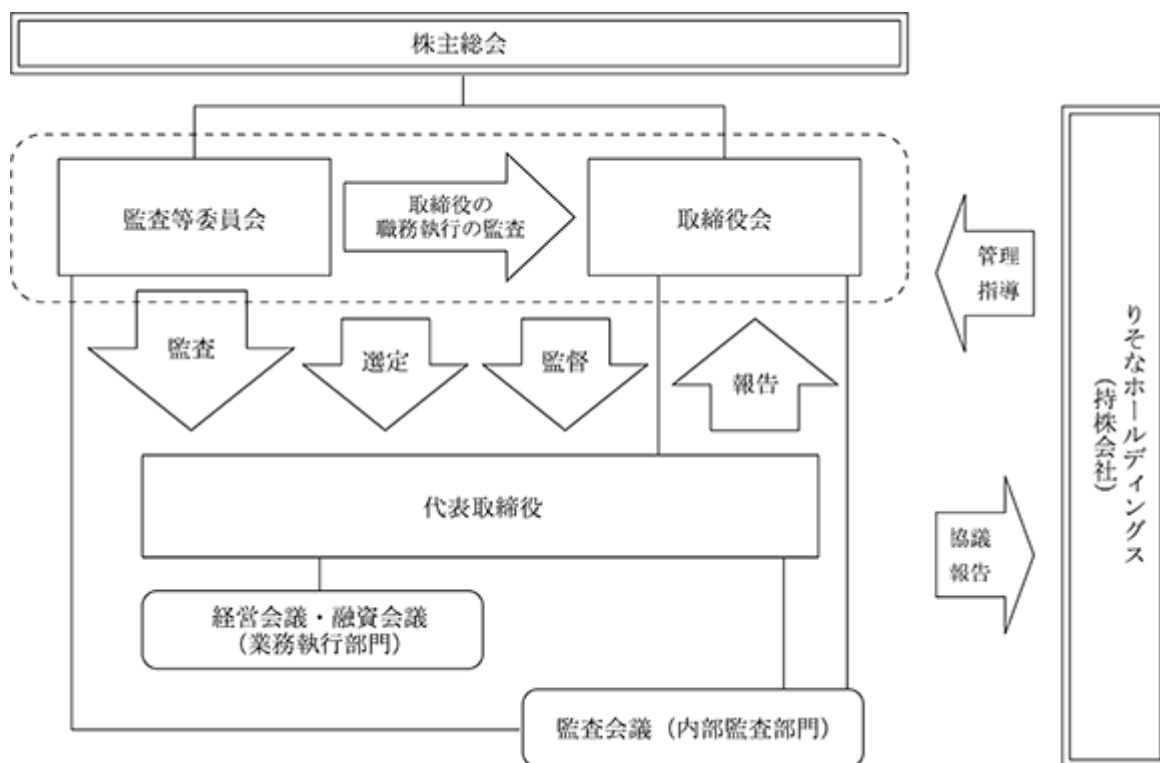 株主総会
監査等委員会
取締役の
職務執行の監査
取締役会
管理
指導
監査
選定
監督
報告
りそなホールディングス
(持株会社)
代表取締役
協議
報告
経営会議・融資会議
(業務執行部門)
監査会議（内部監査部門）